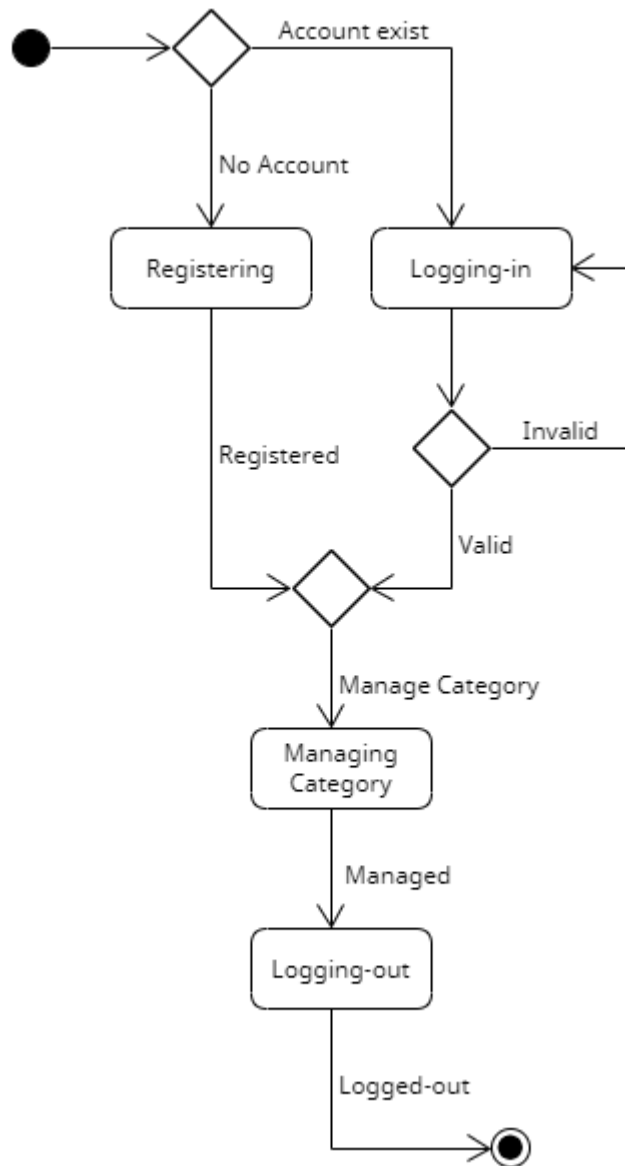 Account exist
No Account
Registering
Logging-in
Invalid
Registered
Valid
Manage Category
Managing
Category
Managed
Logging-out
Logged-out